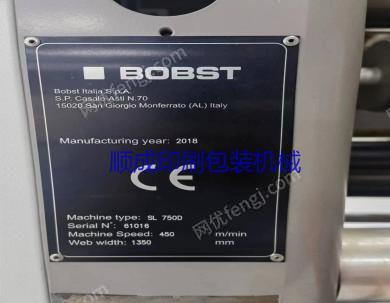 BOBST
Bobst Italia S.p.A.
S.P. Casale-Asti N.70
15020 San Giorgio Monferrato (AL) Italy
Manufacturing year: 2018
顺成印刷包装机械
CE
网优feng1.com
Machine type: SL 750D
Serial N°: 61016
Machine Speed: 450 m/min
Web width: 1350 mm